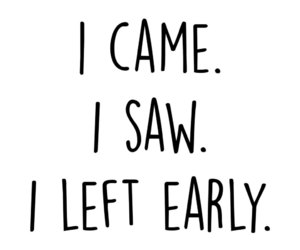 I CAME.
I SAW.
I LEFT EARLY.